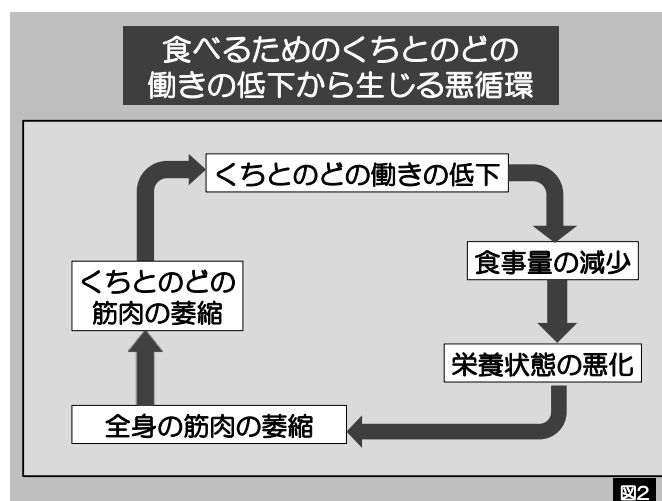 食べるためのくちとのどの
働きの低下から生じる悪循環
くちとのどの働きの低下
食事量の減少
栄養状態の悪化
全身の筋肉の萎縮
くちとのどの
筋肉の萎縮
図2